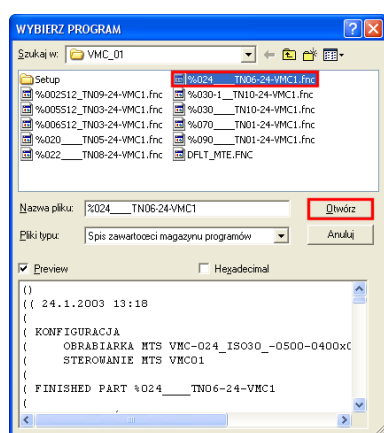 WYBIERZ PROGRAM
Szukaj w: VMC_01
Setup
%002512_TN09-24-VMC1.fnc
%005512_TN03-24-VMC1.fnc
%006512_TN03-24-VMC1.fnc
%020____TN05-24-VMC1.fnc
%022____TN08-24-VMC1.fnc
%024____TN06-24-VMC1.fnc
%030-1__TN10-24-VMC1.fnc
%030____TN10-24-VMC1.fnc
%070____TN01-24-VMC1.fnc
%090____TN01-24-VMC1.fnc
DFLT_MTE.FNC
Nazwa pliku: %024____TN06-24-VMC1 Otwórz
Pliki typu: Spis zawartoœci magazynu programów Anuluj
Preview Hexadecimal
()
(( 24.1.2003 13:18
(
( KONFIGURACJA
( OBRABIARKA MTS VMC-024_ISO30_-0500-0400x0
( STEROWANIE MTS VMC01
(
( FINISHED PART %024____TN06-24-VMC1
(